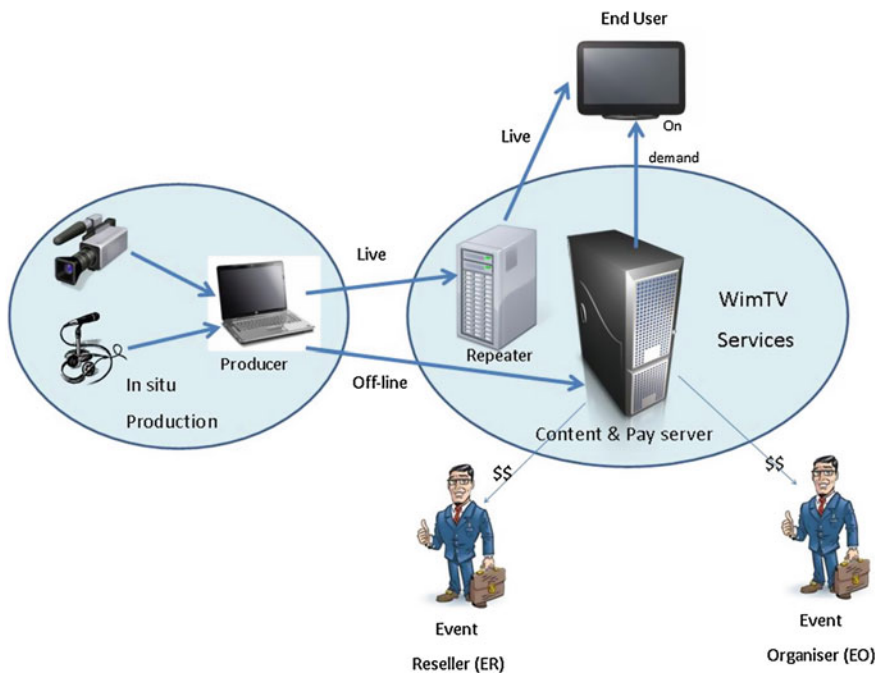 End User
On
demand
Live
Live
Off-line
In situ
Production
Producer
Repeater
WimTV
Services
Content & Pay server
$$
$$
Event
Reseller (ER)
Event
Organiser (EO)